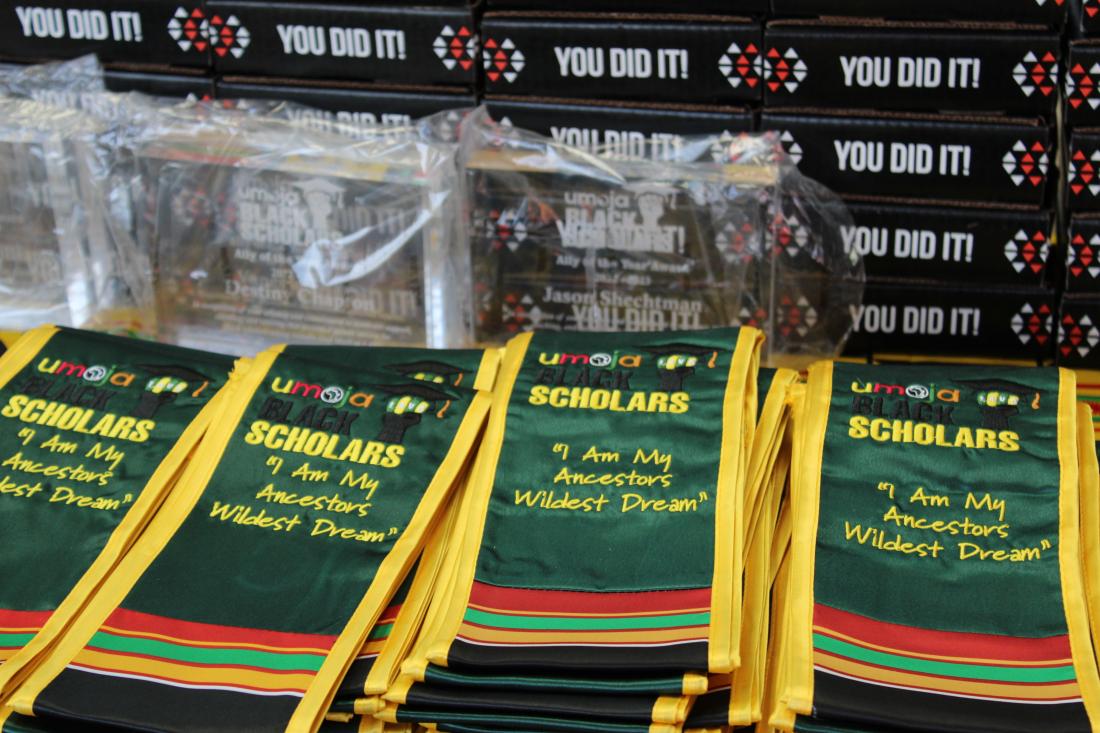 YOU DID IT!
YOU DID IT!
YOU DID IT!
YOU DID IT!
YOU DID IT!
YOU DID IT!
YOU DID IT!
YOU DID IT!
YOU DID IT!
umoja
BLACK
SCHOLARS
Ally of the Year Award
Destiny
umoja
BLACK
SCHOLARS
Ally of the Year Award
Jason Shechtman
YOU DID IT!
umoja
BLACK
SCHOLARS
"I Am My
Ancestors
Wildest Dream"
umoja
BLACK
SCHOLARS
"I Am My
Ancestors
Wildest Dream"
umoja
BLACK
SCHOLARS
"I Am My
Ancestors
Wildest Dream"
umoja
BLACK
SCHOLARS
"I Am My
Ancestors
Wildest Dream"